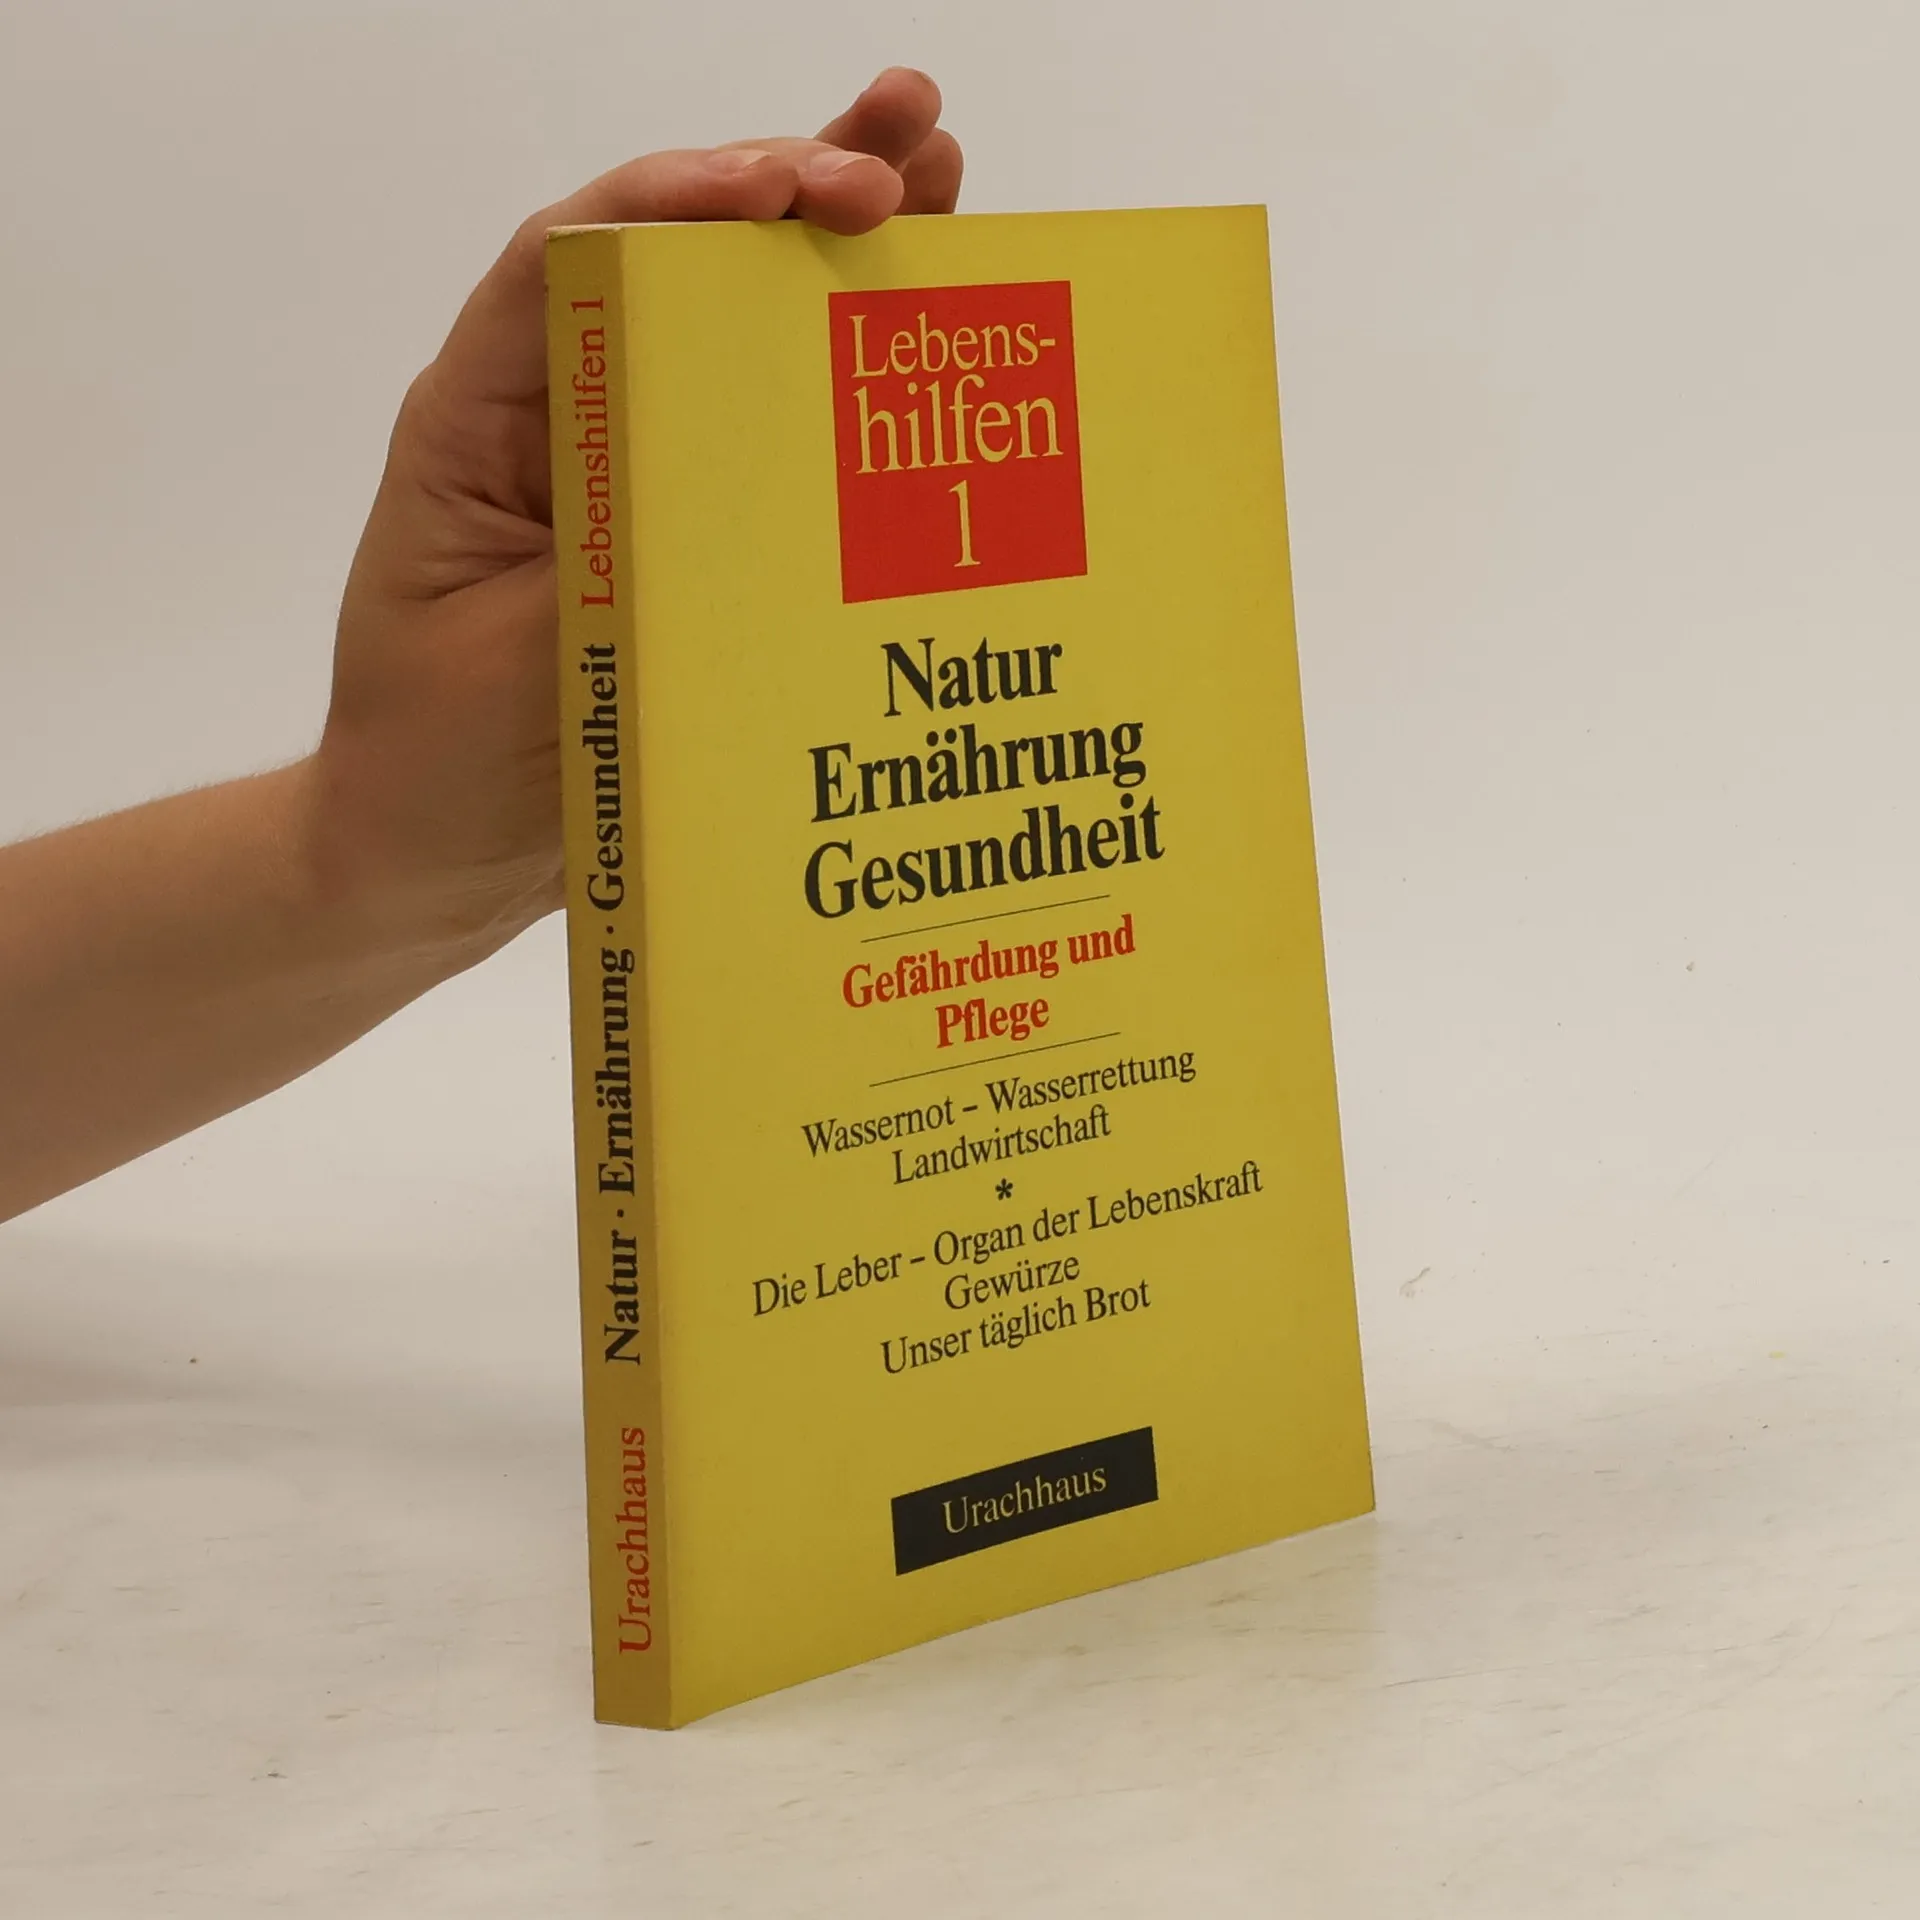 Lebenshilfen 1
Natur · Ernährung · Gesundheit
Urachhaus
Lebens-
hilfen
1
Natur
Ernährung
Gesundheit
Gefährdung und
Pflege
Wassernot – Wasserrettung
Landwirtschaft
*
Die Leber – Organ der Lebenskraft
Gewürze
Unser täglich Brot
Urachhaus